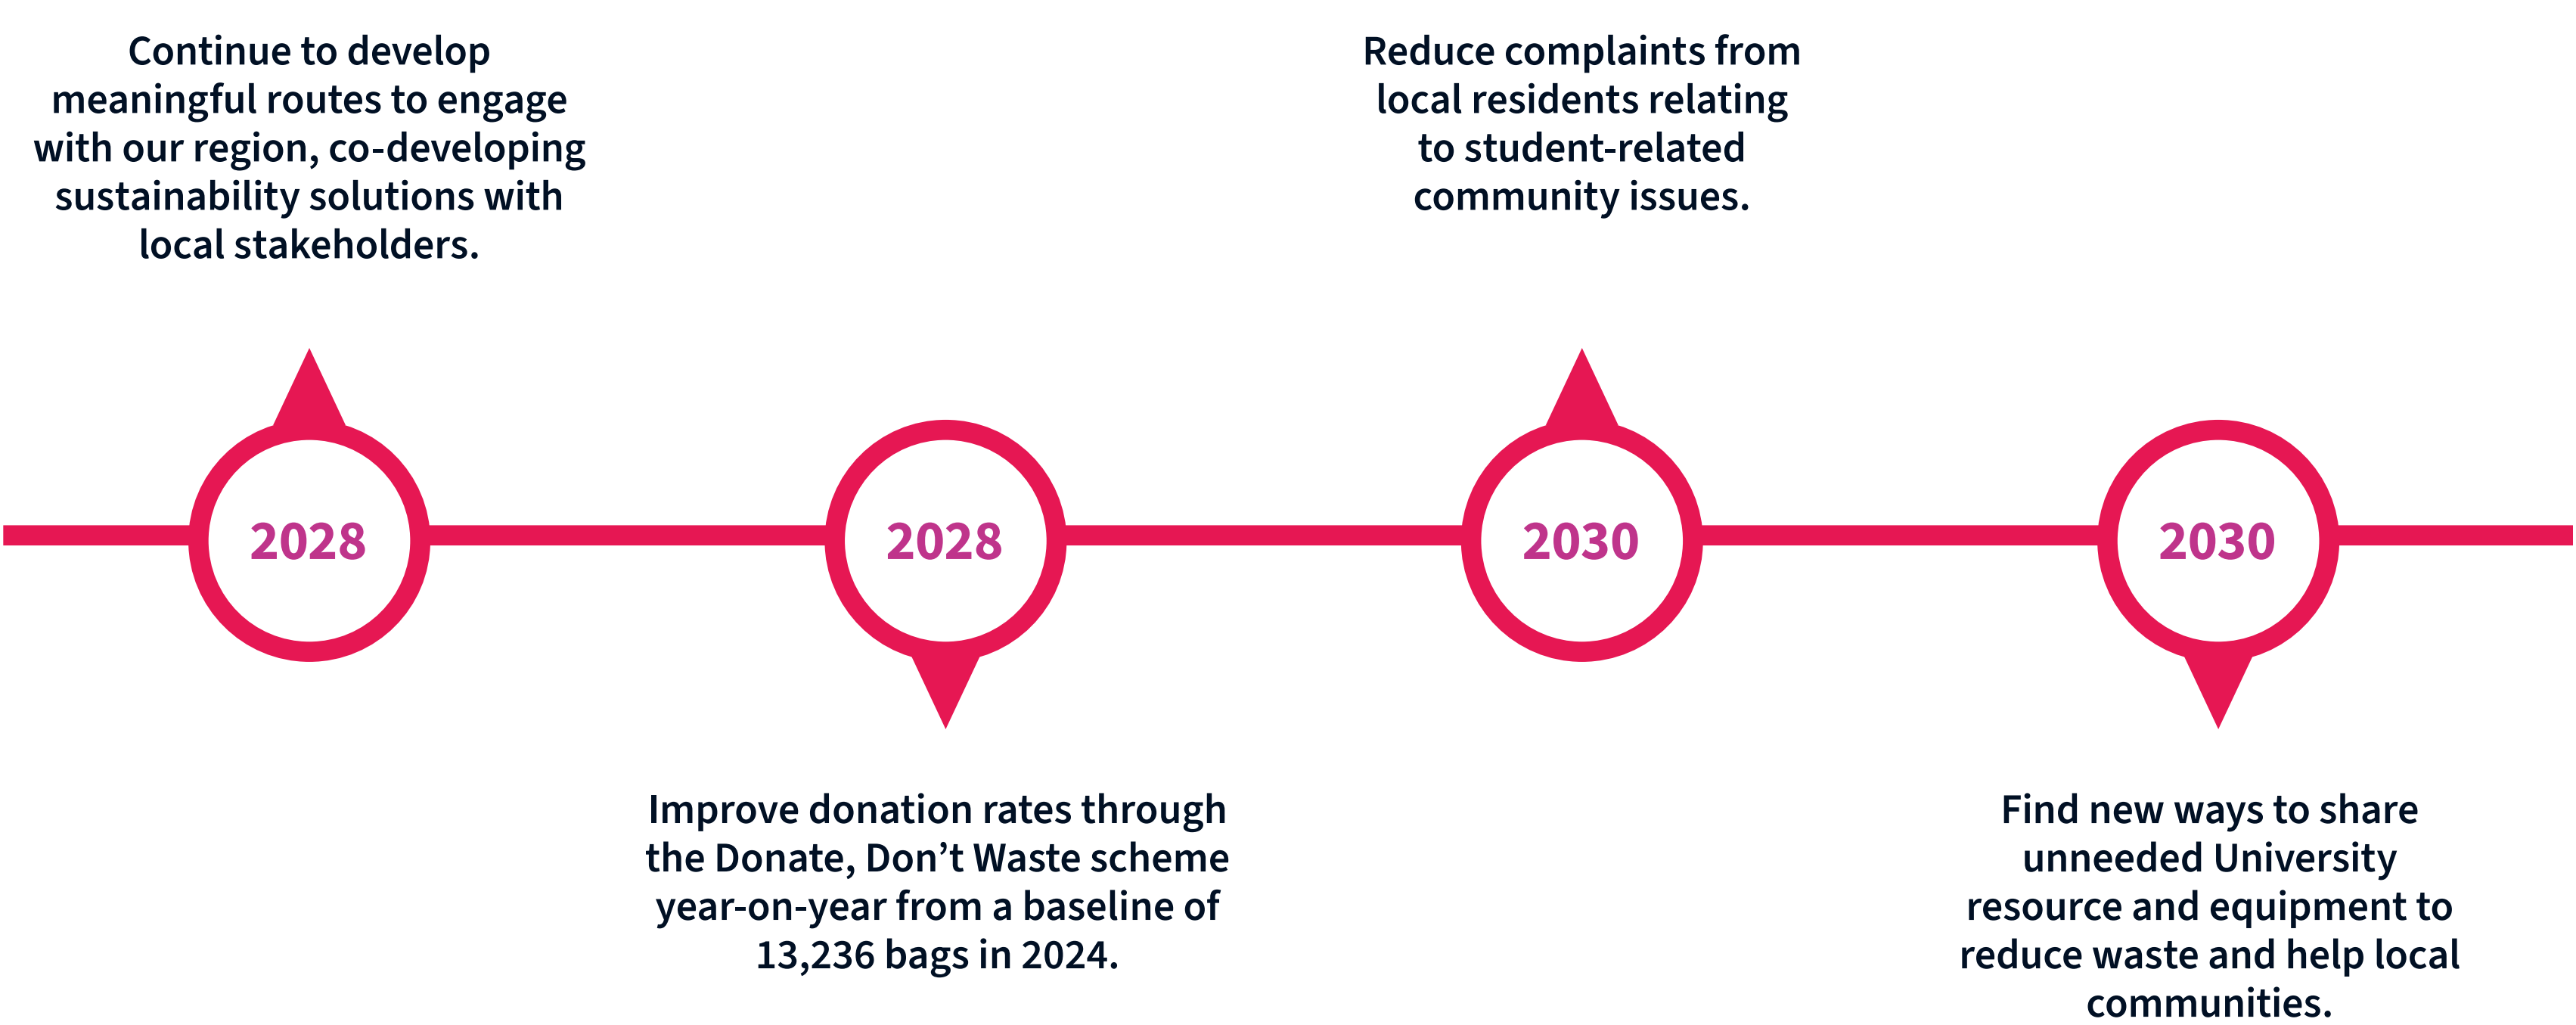 Continue to develop
meaningful routes to engage
with our region, co-developing
sustainability solutions with
local stakeholders.
Reduce complaints from
local residents relating
to student-related
community issues.
2028
2028
2030
2030
Improve donation rates through
the Donate, Don’t Waste scheme
year-on-year from a baseline of
13,236 bags in 2024.
Find new ways to share
unneeded University
resource and equipment to
reduce waste and help local
communities.